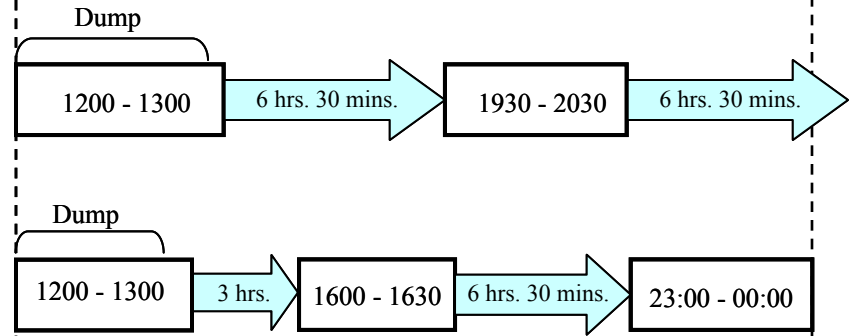 Dump
1200 - 1300 6 hrs. 30 mins. 1930 - 2030 6 hrs. 30 mins.
Dump
1200 - 1300 3 hrs. 1600 - 1630 6 hrs. 30 mins. 23:00 - 00:00